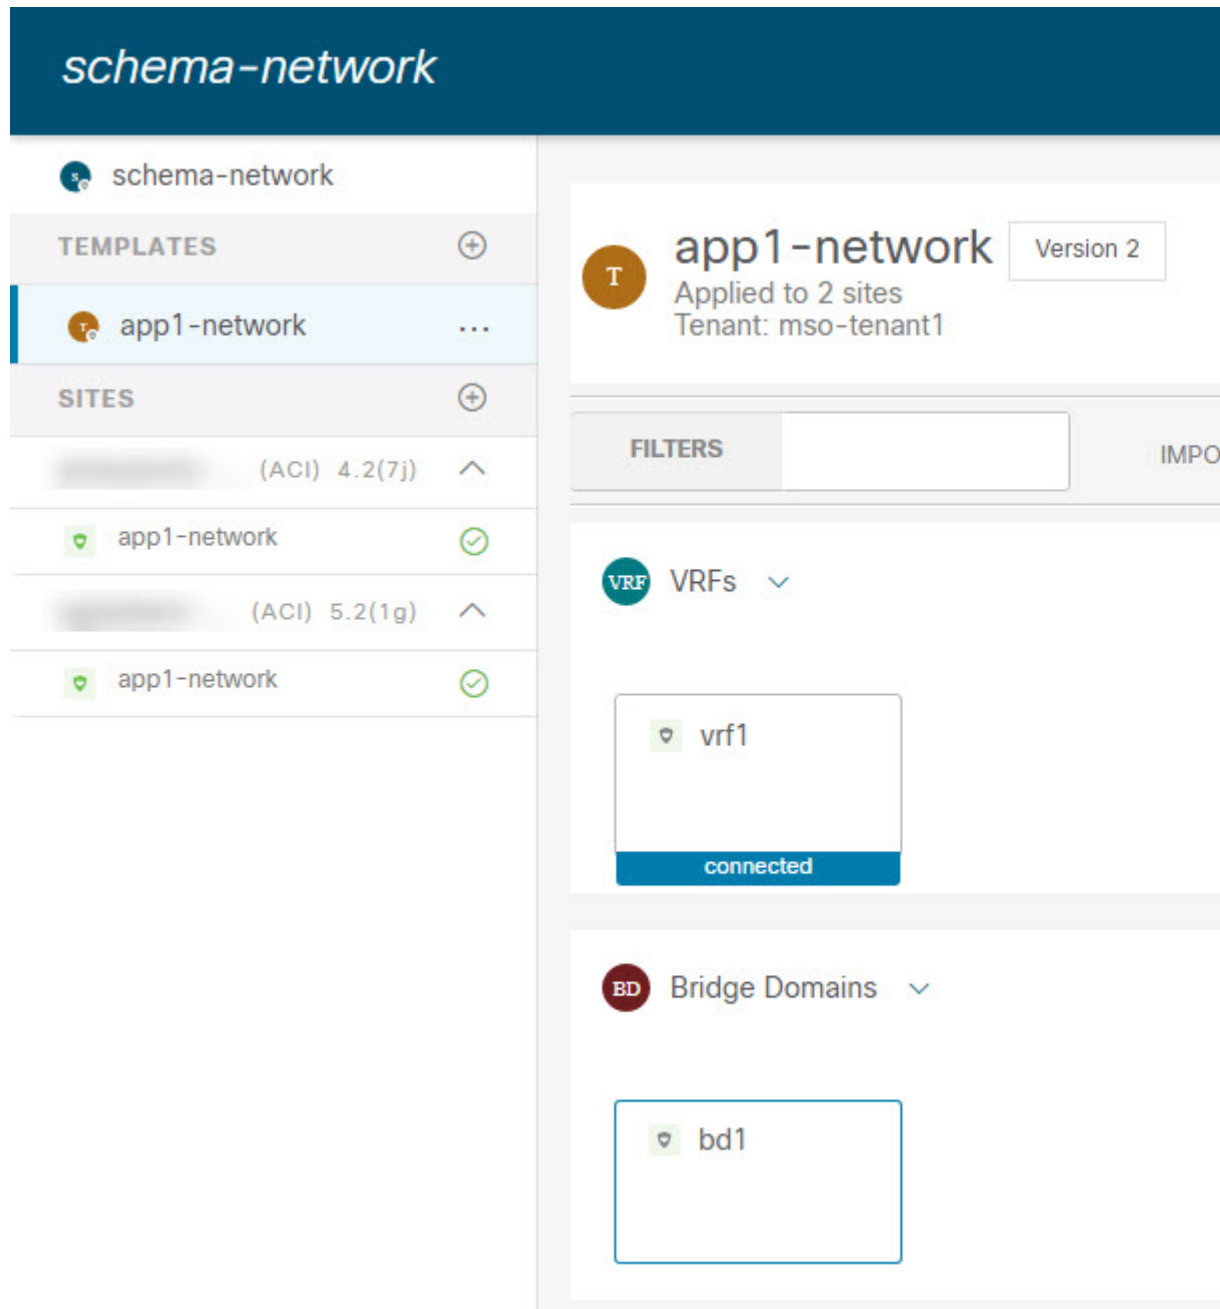 schema-network
S schema-network
TEMPLATES
T app1-network ...
SITES
(ACI) 4.2(7j)
app1-network
(ACI) 5.2(1g)
app1-network
T app1-network Version 2
Applied to 2 sites
Tenant: mso-tenant1
FILTERS IMPO
VRF VRFs
vrf1
connected
BD Bridge Domains
bd1